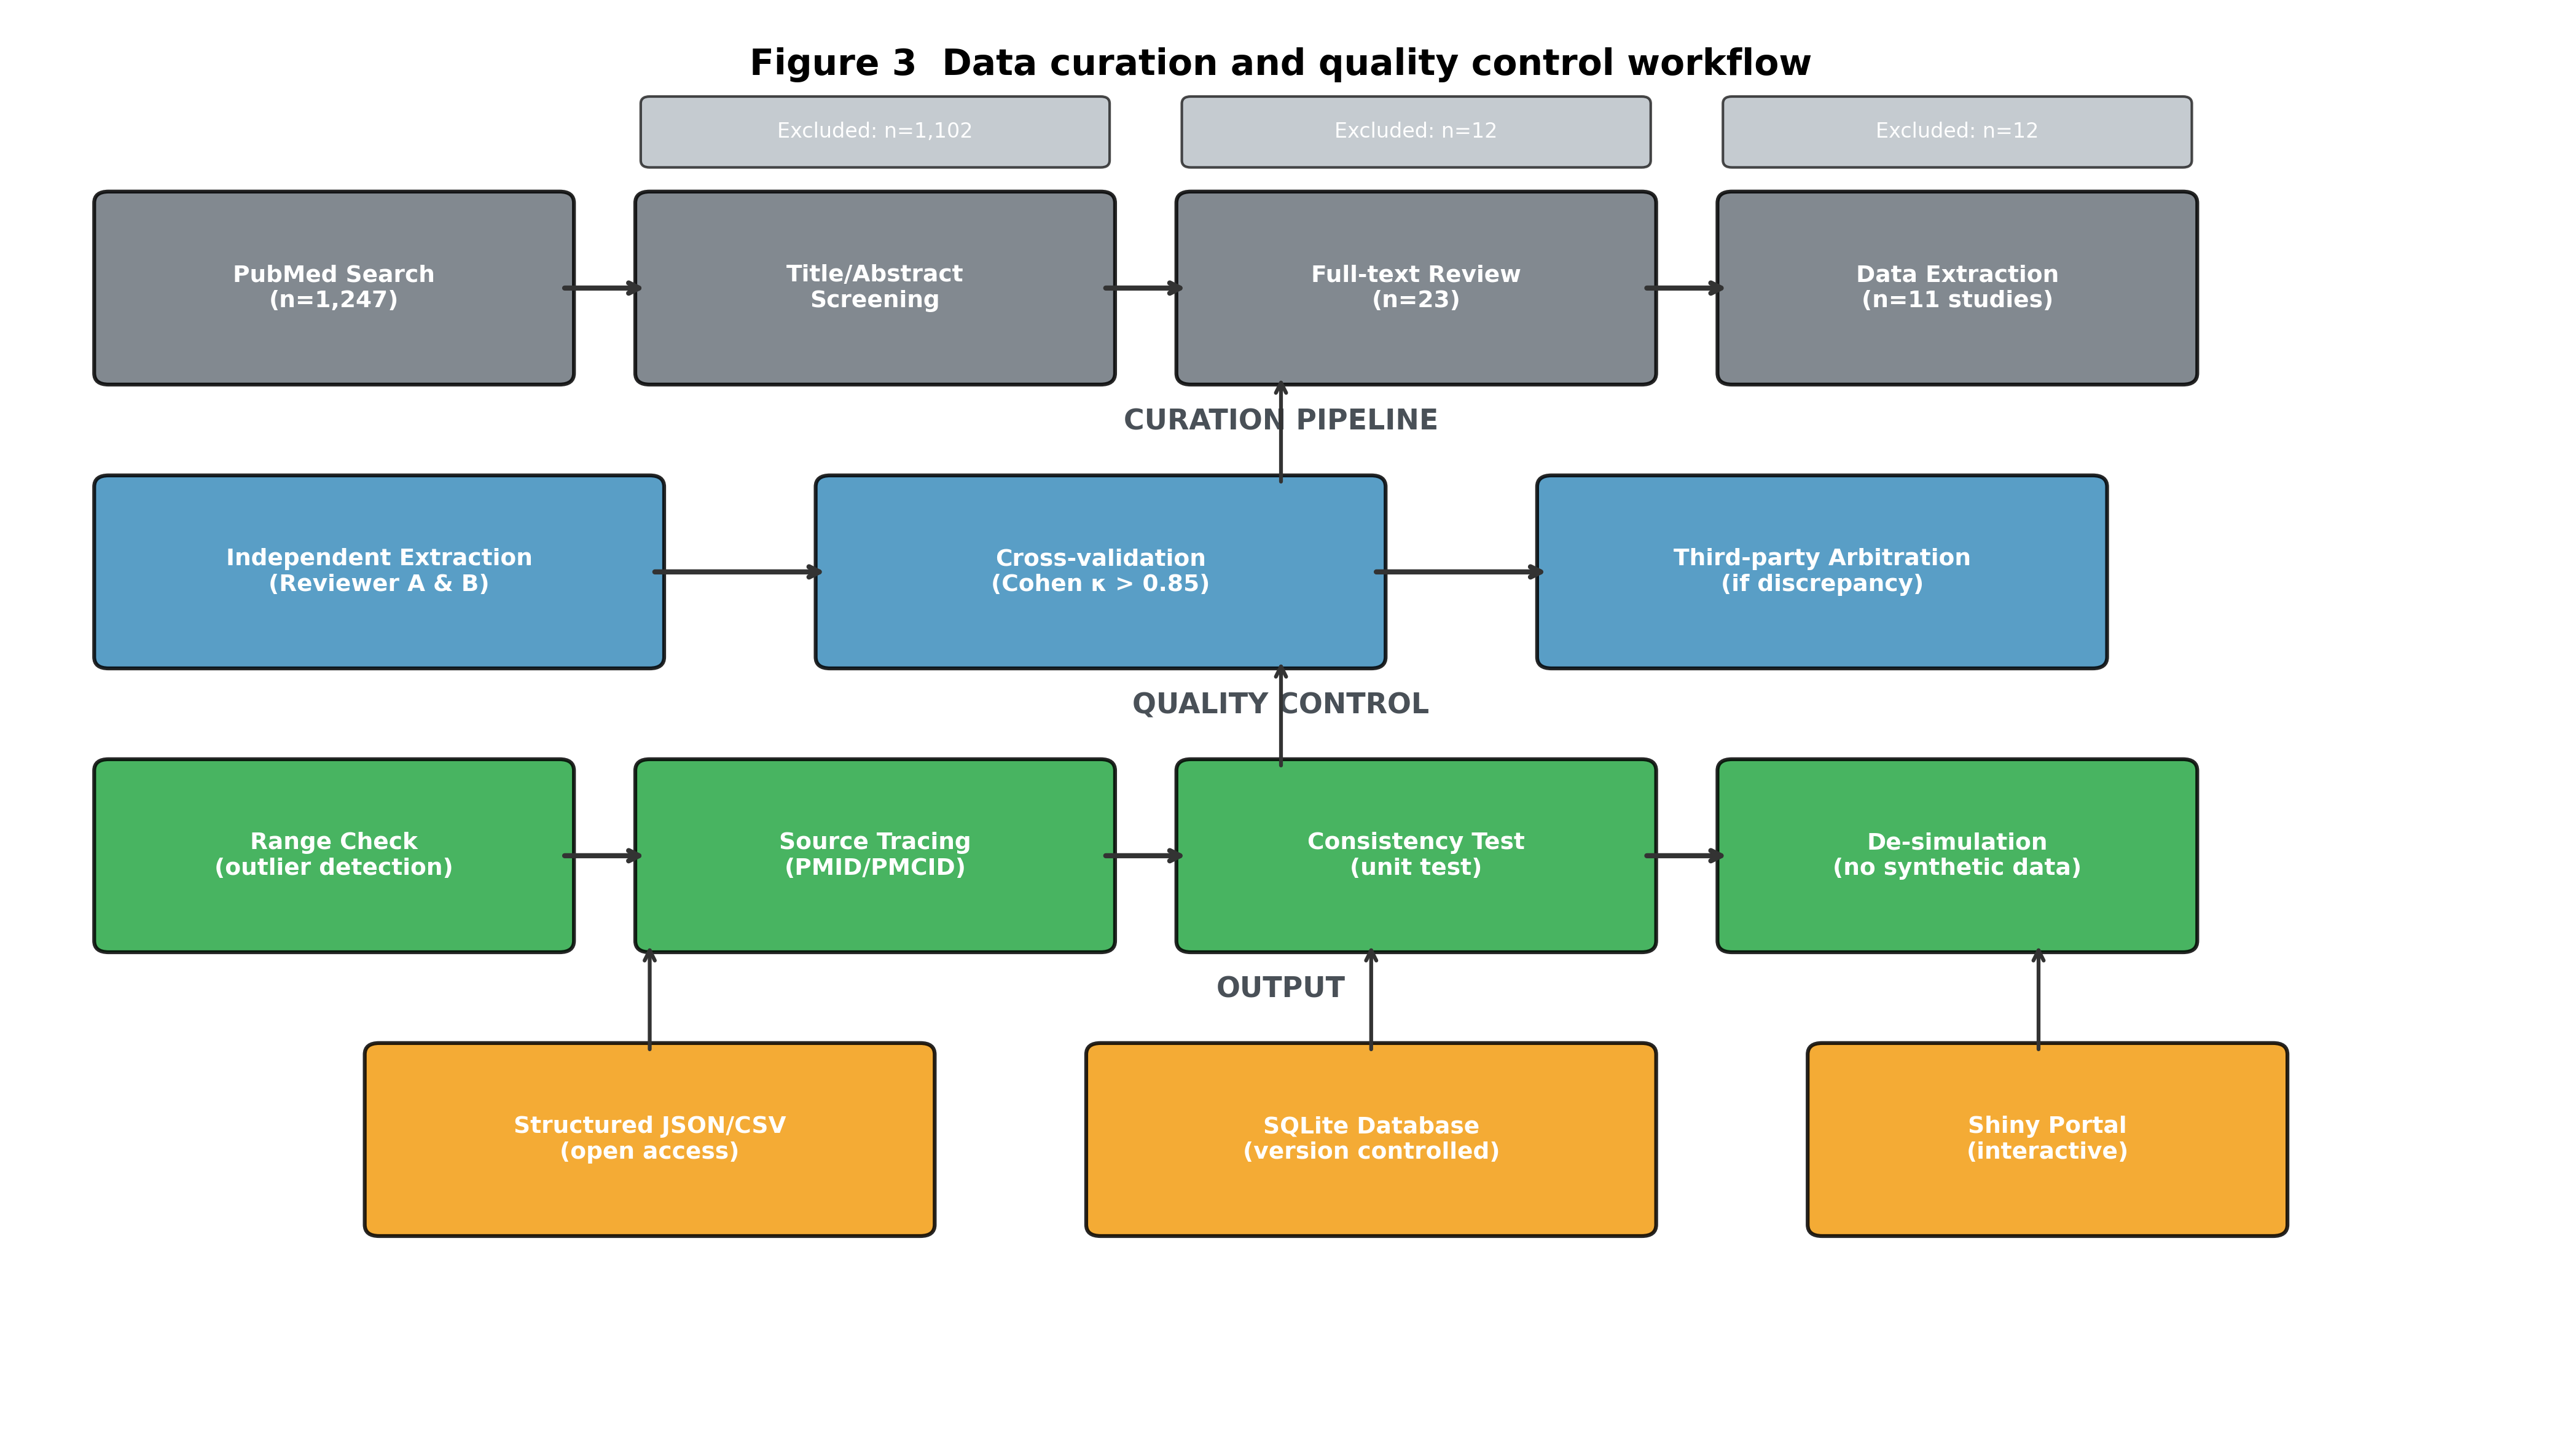 Figure 3  Data curation and quality control workflow
Excluded: n=1,102
Excluded: n=12
Excluded: n=12
PubMed Search
(n=1,247)
Title/Abstract
Screening
Full-text Review
(n=23)
Data Extraction
(n=11 studies)
CURATION PIPELINE
Independent Extraction
(Reviewer A & B)
Cross-validation
(Cohen κ > 0.85)
Third-party Arbitration
(if discrepancy)
QUALITY CONTROL
Range Check
(outlier detection)
Source Tracing
(PMID/PMCID)
Consistency Test
(unit test)
De-simulation
(no synthetic data)
OUTPUT
Structured JSON/CSV
(open access)
SQLite Database
(version controlled)
Shiny Portal
(interactive)